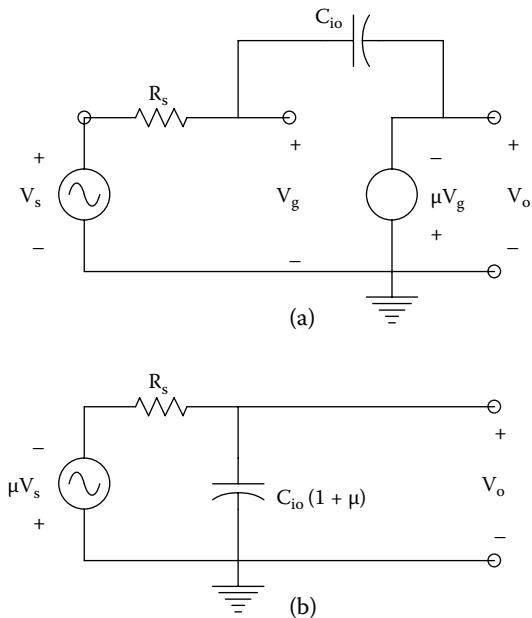 C_io
R_s
+ + − +
V_s V_g μV_g V_o
− − + −
(a)
R_s
− +
μV_s C_io (1 + μ) V_o
+ −
(b)